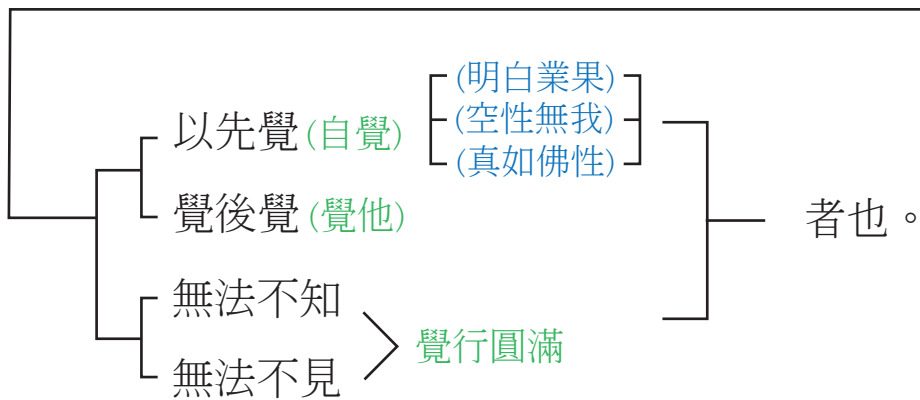 (明白業果)
以先覺(自覺) (空性無我)
(真如佛性)
覺後覺(覺他)
者也。
無法不知
覺行圓滿
無法不見